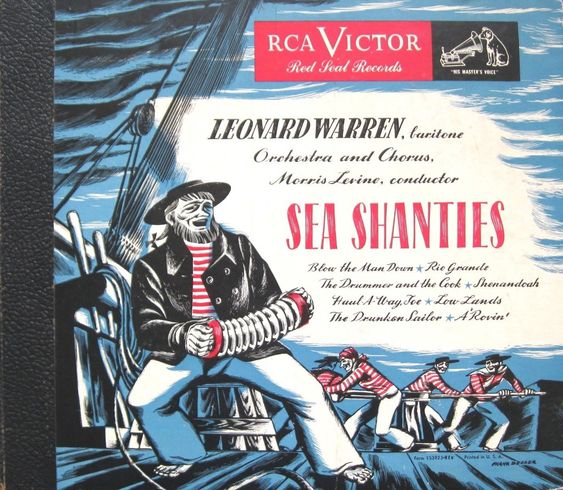 RCA VICTOR
Red Seal Records
"HIS MASTER'S VOICE"
LEONARD WARREN, baritone
Orchestra and Chorus,
Morris Levine, conductor
SEA SHANTIES
Blow the Man Down ★ Rio Grande
The Drummer and the Cook ★ Shenandoah
Haul-A-Way, Joe ★ Low Lands
The Drunken Sailor ★ A'Rovin'
Printed in U. S. A.